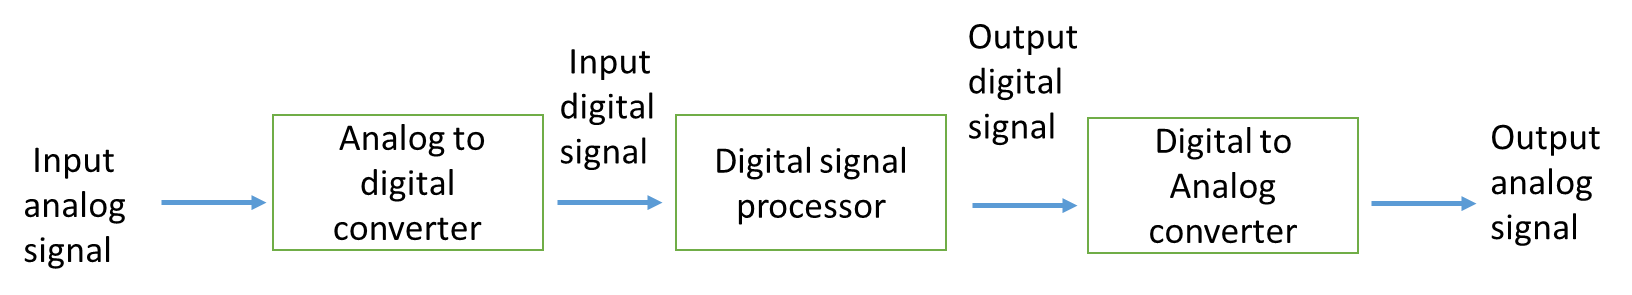 Input
analog
signal
Analog to
digital
converter
Input
digital
signal
Digital signal
processor
Output
digital
signal
Digital to
Analog
converter
Output
analog
signal